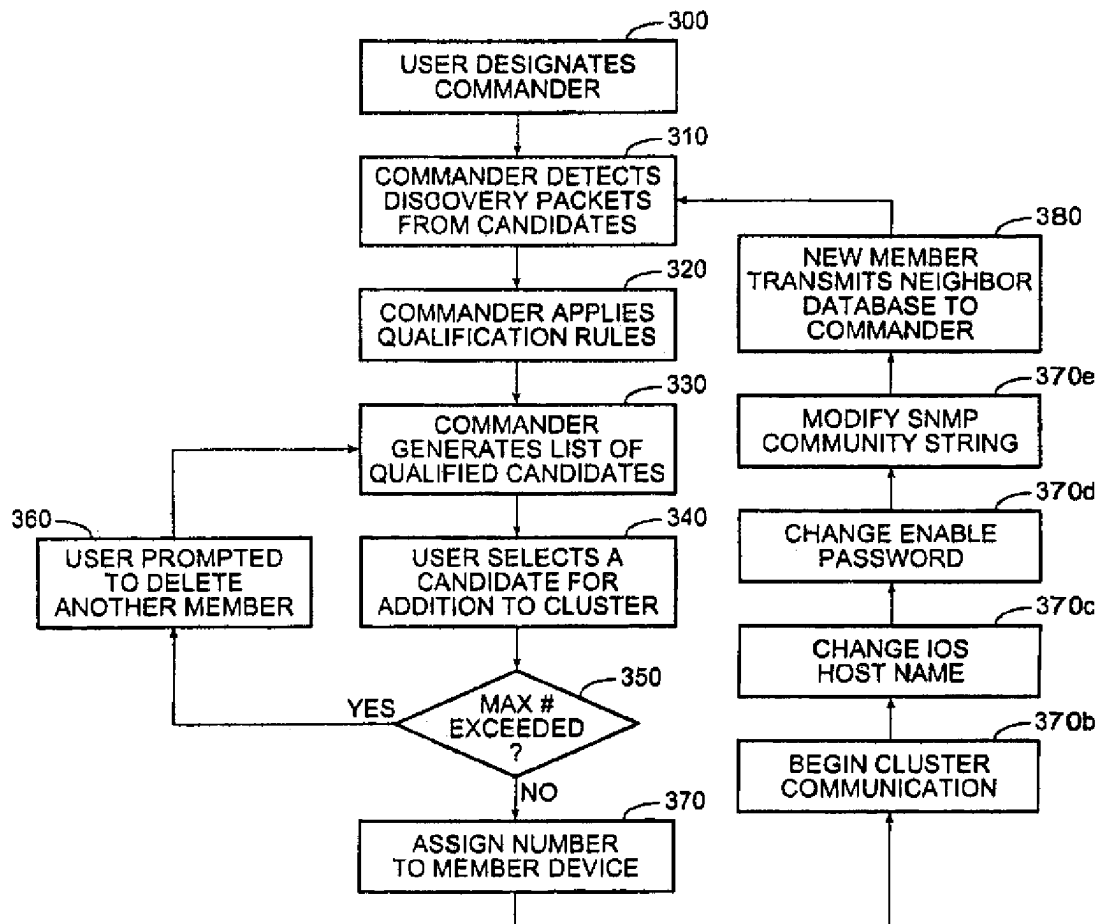 300
USER DESIGNATES
COMMANDER
310
COMMANDER DETECTS
DISCOVERY PACKETS
FROM CANDIDATES
320
COMMANDER APPLIES
QUALIFICATION RULES
330
COMMANDER
GENERATES LIST OF
QUALIFIED CANDIDATES
340
USER SELECTS A
CANDIDATE FOR
ADDITION TO CLUSTER
350
MAX #
EXCEEDED
?
YES
NO
360
USER PROMPTED
TO DELETE
ANOTHER MEMBER
370
ASSIGN NUMBER
TO MEMBER DEVICE
370b
BEGIN CLUSTER
COMMUNICATION
370c
CHANGE IOS
HOST NAME
370d
CHANGE ENABLE
PASSWORD
370e
MODIFY SNMP
COMMUNITY STRING
380
NEW MEMBER
TRANSMITS NEIGHBOR
DATABASE TO
COMMANDER